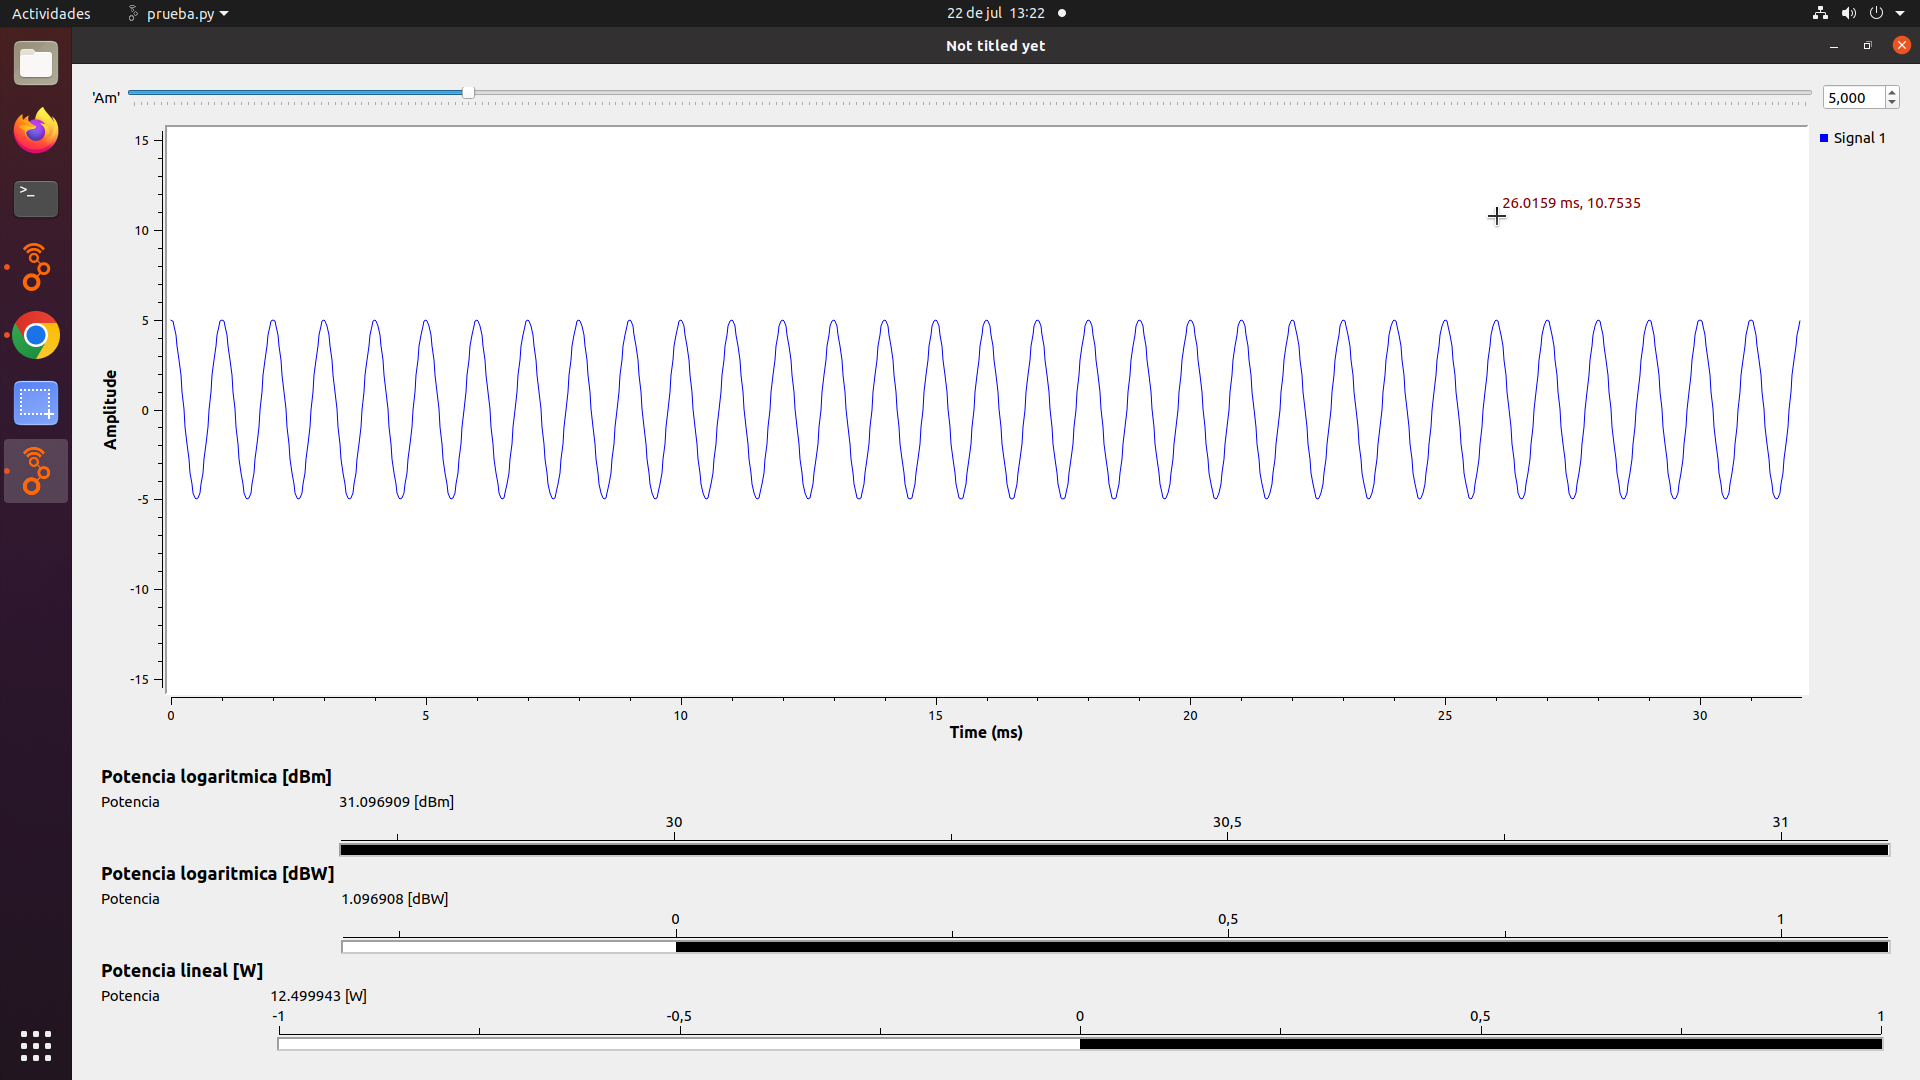 Actividades prueba.py 22 de jul 13:22
Not titled yet
'Am' 5,000
Signal 1
26.0159 ms, 10.7535
15
10
5
0
-5
-10
-15
Amplitude
0 5 10 15 20 25 30
Time (ms)
Potencia logaritmica [dBm]
Potencia 31.096909 [dBm]
30 30,5 31
Potencia logaritmica [dBW]
Potencia 1.096908 [dBW]
0 0,5 1
Potencia lineal [W]
Potencia 12.499943 [W]
-1 -0,5 0 0,5 1